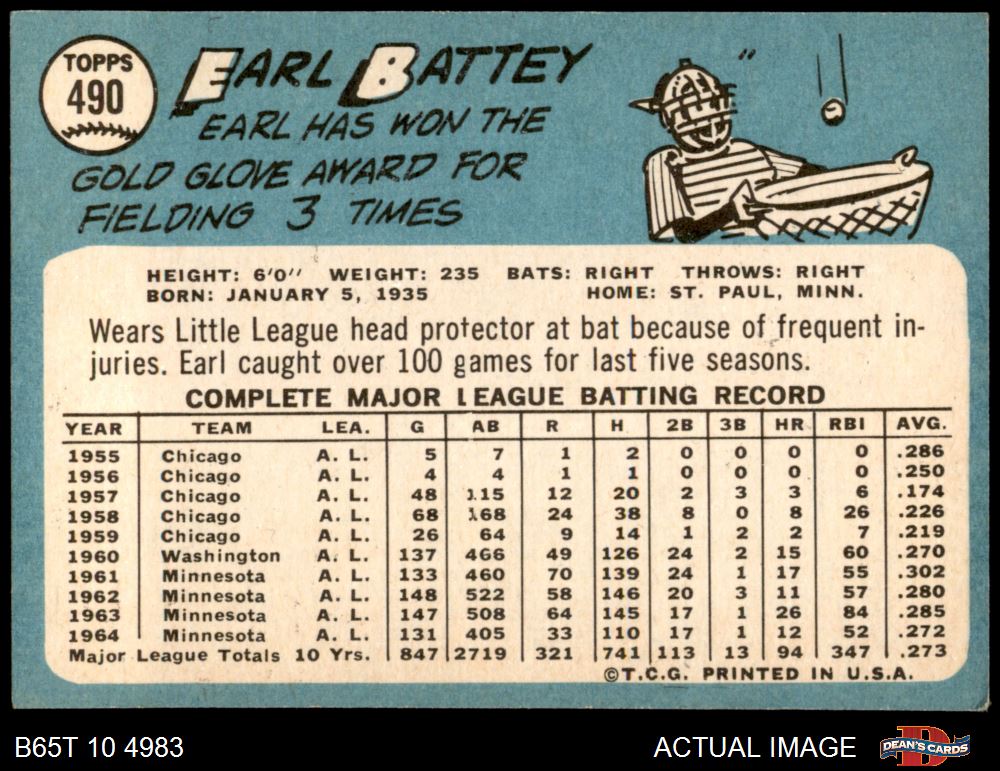 TOPPS
490
EARL BATTEY
EARL HAS WON THE
GOLD GLOVE AWARD FOR
FIELDING 3 TIMES
HEIGHT: 6'0" WEIGHT: 235 BATS: RIGHT THROWS: RIGHT
BORN: JANUARY 5, 1935 HOME: ST. PAUL, MINN.
Wears Little League head protector at bat because of frequent in-
juries. Earl caught over 100 games for last five seasons.
COMPLETE MAJOR LEAGUE BATTING RECORD
YEAR TEAM LEA. G AB R H 2B 3B HR RBI AVG.
1955 Chicago A. L. 5 7 1 2 0 0 0 0 .286
1956 Chicago A. L. 4 4 1 1 0 0 0 0 .250
1957 Chicago A. L. 48 115 12 20 2 3 3 6 .174
1958 Chicago A. L. 68 168 24 38 8 0 8 26 .226
1959 Chicago A. L. 26 64 9 14 1 2 2 7 .219
1960 Washington A. L. 137 466 49 126 24 2 15 60 .270
1961 Minnesota A. L. 133 460 70 139 24 1 17 55 .302
1962 Minnesota A. L. 148 522 58 146 20 3 11 57 .280
1963 Minnesota A. L. 147 508 64 145 17 1 26 84 .285
1964 Minnesota A. L. 131 405 33 110 17 1 12 52 .272
Major League Totals 10 Yrs. 847 2719 321 741 113 13 94 347 .273
©T.C.G. PRINTED IN U.S.A.
B65T 10 4983 ACTUAL IMAGE DEAN'S CARDS